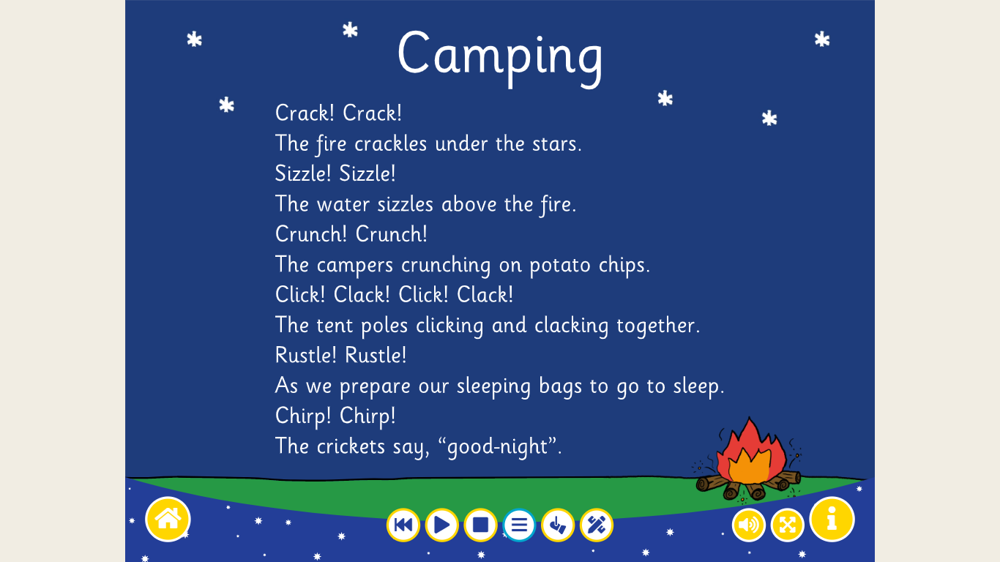 Camping
Crack! Crack!
The fire crackles under the stars.
Sizzle! Sizzle!
The water sizzles above the fire.
Crunch! Crunch!
The campers crunching on potato chips.
Click! Clack! Click! Clack!
The tent poles clicking and clacking together.
Rustle! Rustle!
As we prepare our sleeping bags to go to sleep.
Chirp! Chirp!
The crickets say, “good-night”.